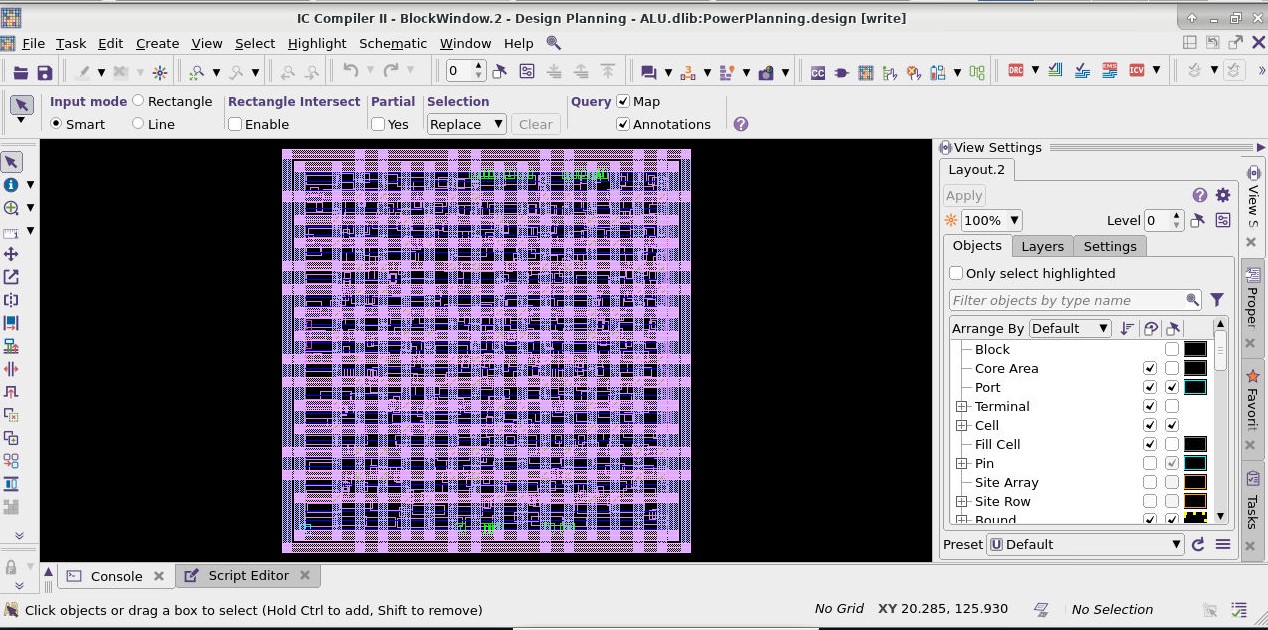 IC Compiler II - BlockWindow.2 - Design Planning - ALU.dlib:PowerPlanning.design [write]
File Task Edit Create View Select Highlight Schematic Window Help
0
CC DRC EMS ICV »
Input mode Rectangle Rectangle Intersect Partial Selection Query Map
Smart Line Enable Yes Replace Clear Annotations
View Settings
Layout.2
Apply
100% Level 0
Objects Layers Settings
Only select highlighted
Filter objects by type name
Arrange By Default
Block
Core Area
Port
Terminal
Cell
Fill Cell
Pin
Site Array
Site Row
Bound
Preset Default
View S
Proper
Favorit
Tasks
Console Script Editor
Click objects or drag a box to select (Hold Ctrl to add, Shift to remove) No Grid XY 20.285, 125.930 No Selection